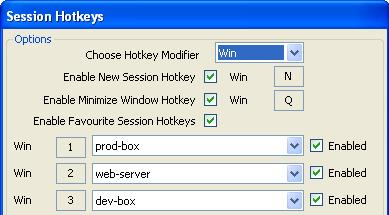 Session Hotkeys
Options
Choose Hotkey Modifier Win
Enable New Session Hotkey Win N
Enable Minimize Window Hotkey Win Q
Enable Favourite Session Hotkeys
Win 1 prod-box Enabled
Win 2 web-server Enabled
Win 3 dev-box Enabled